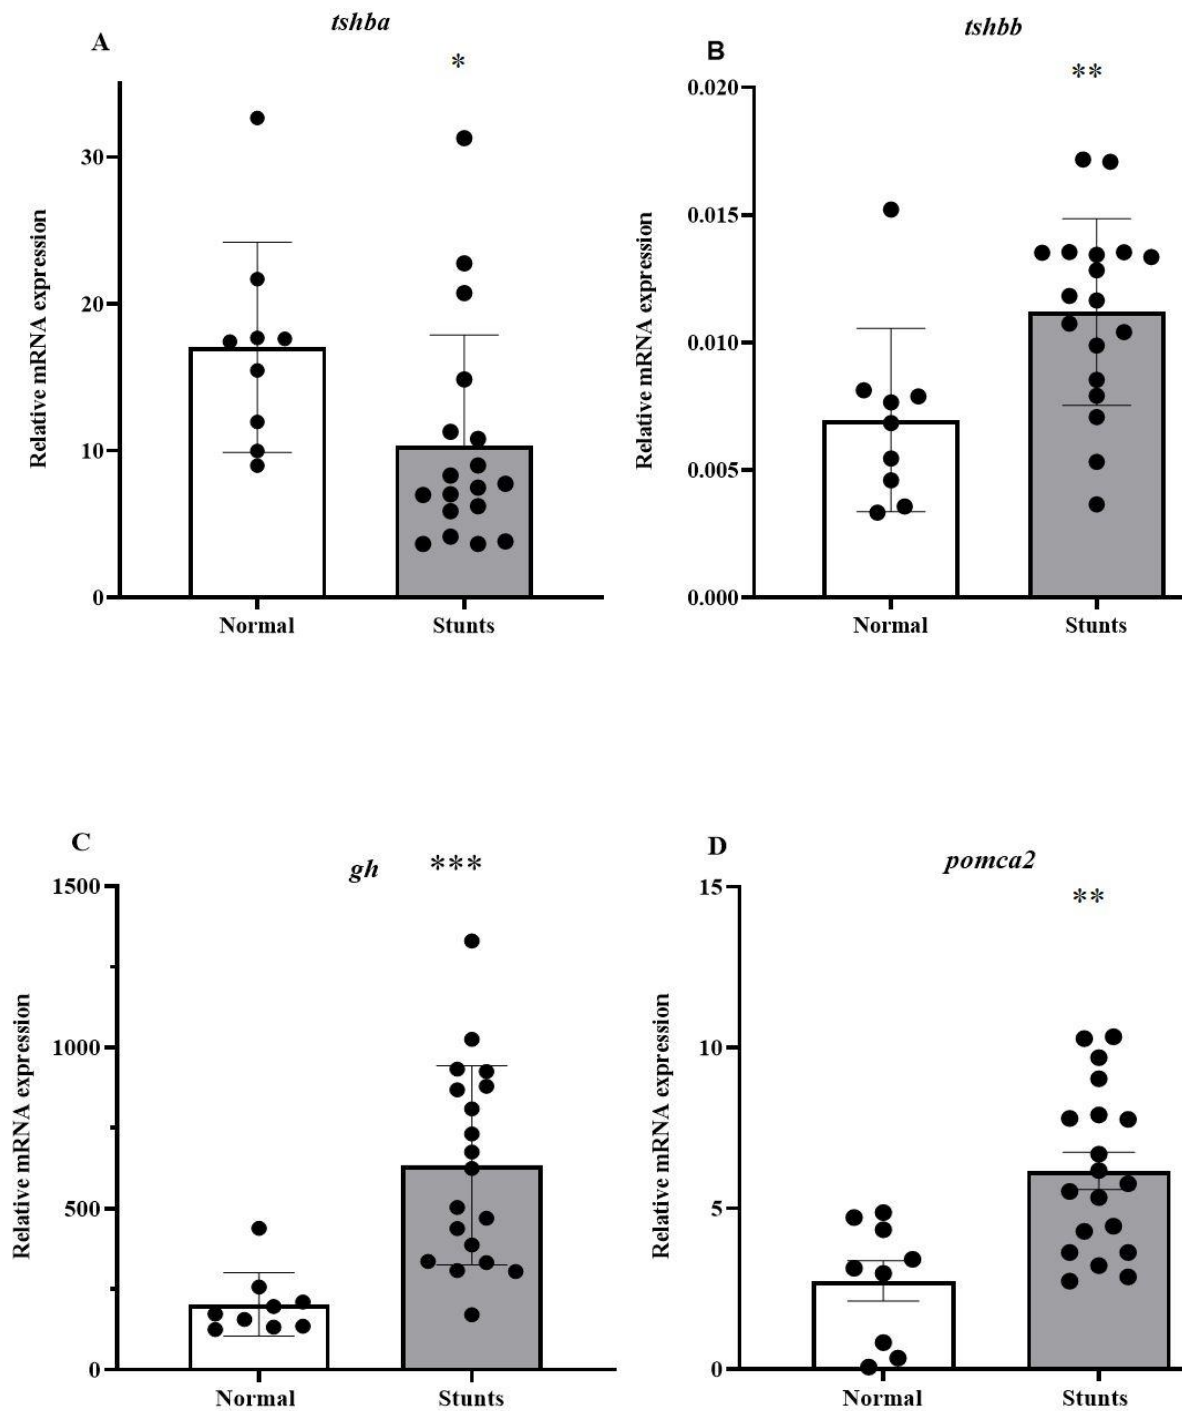 A
tshba
*
30
20
10
0
Relative mRNA expression
Normal
Stunts
B
tshbb
**
0.020
0.015
0.010
0.005
0.000
Relative mRNA expression
Normal
Stunts
C
gh
***
1500
1000
500
0
Relative mRNA expression
Normal
Stunts
D
pomca2
**
15
10
5
0
Relative mRNA expression
Normal
Stunts